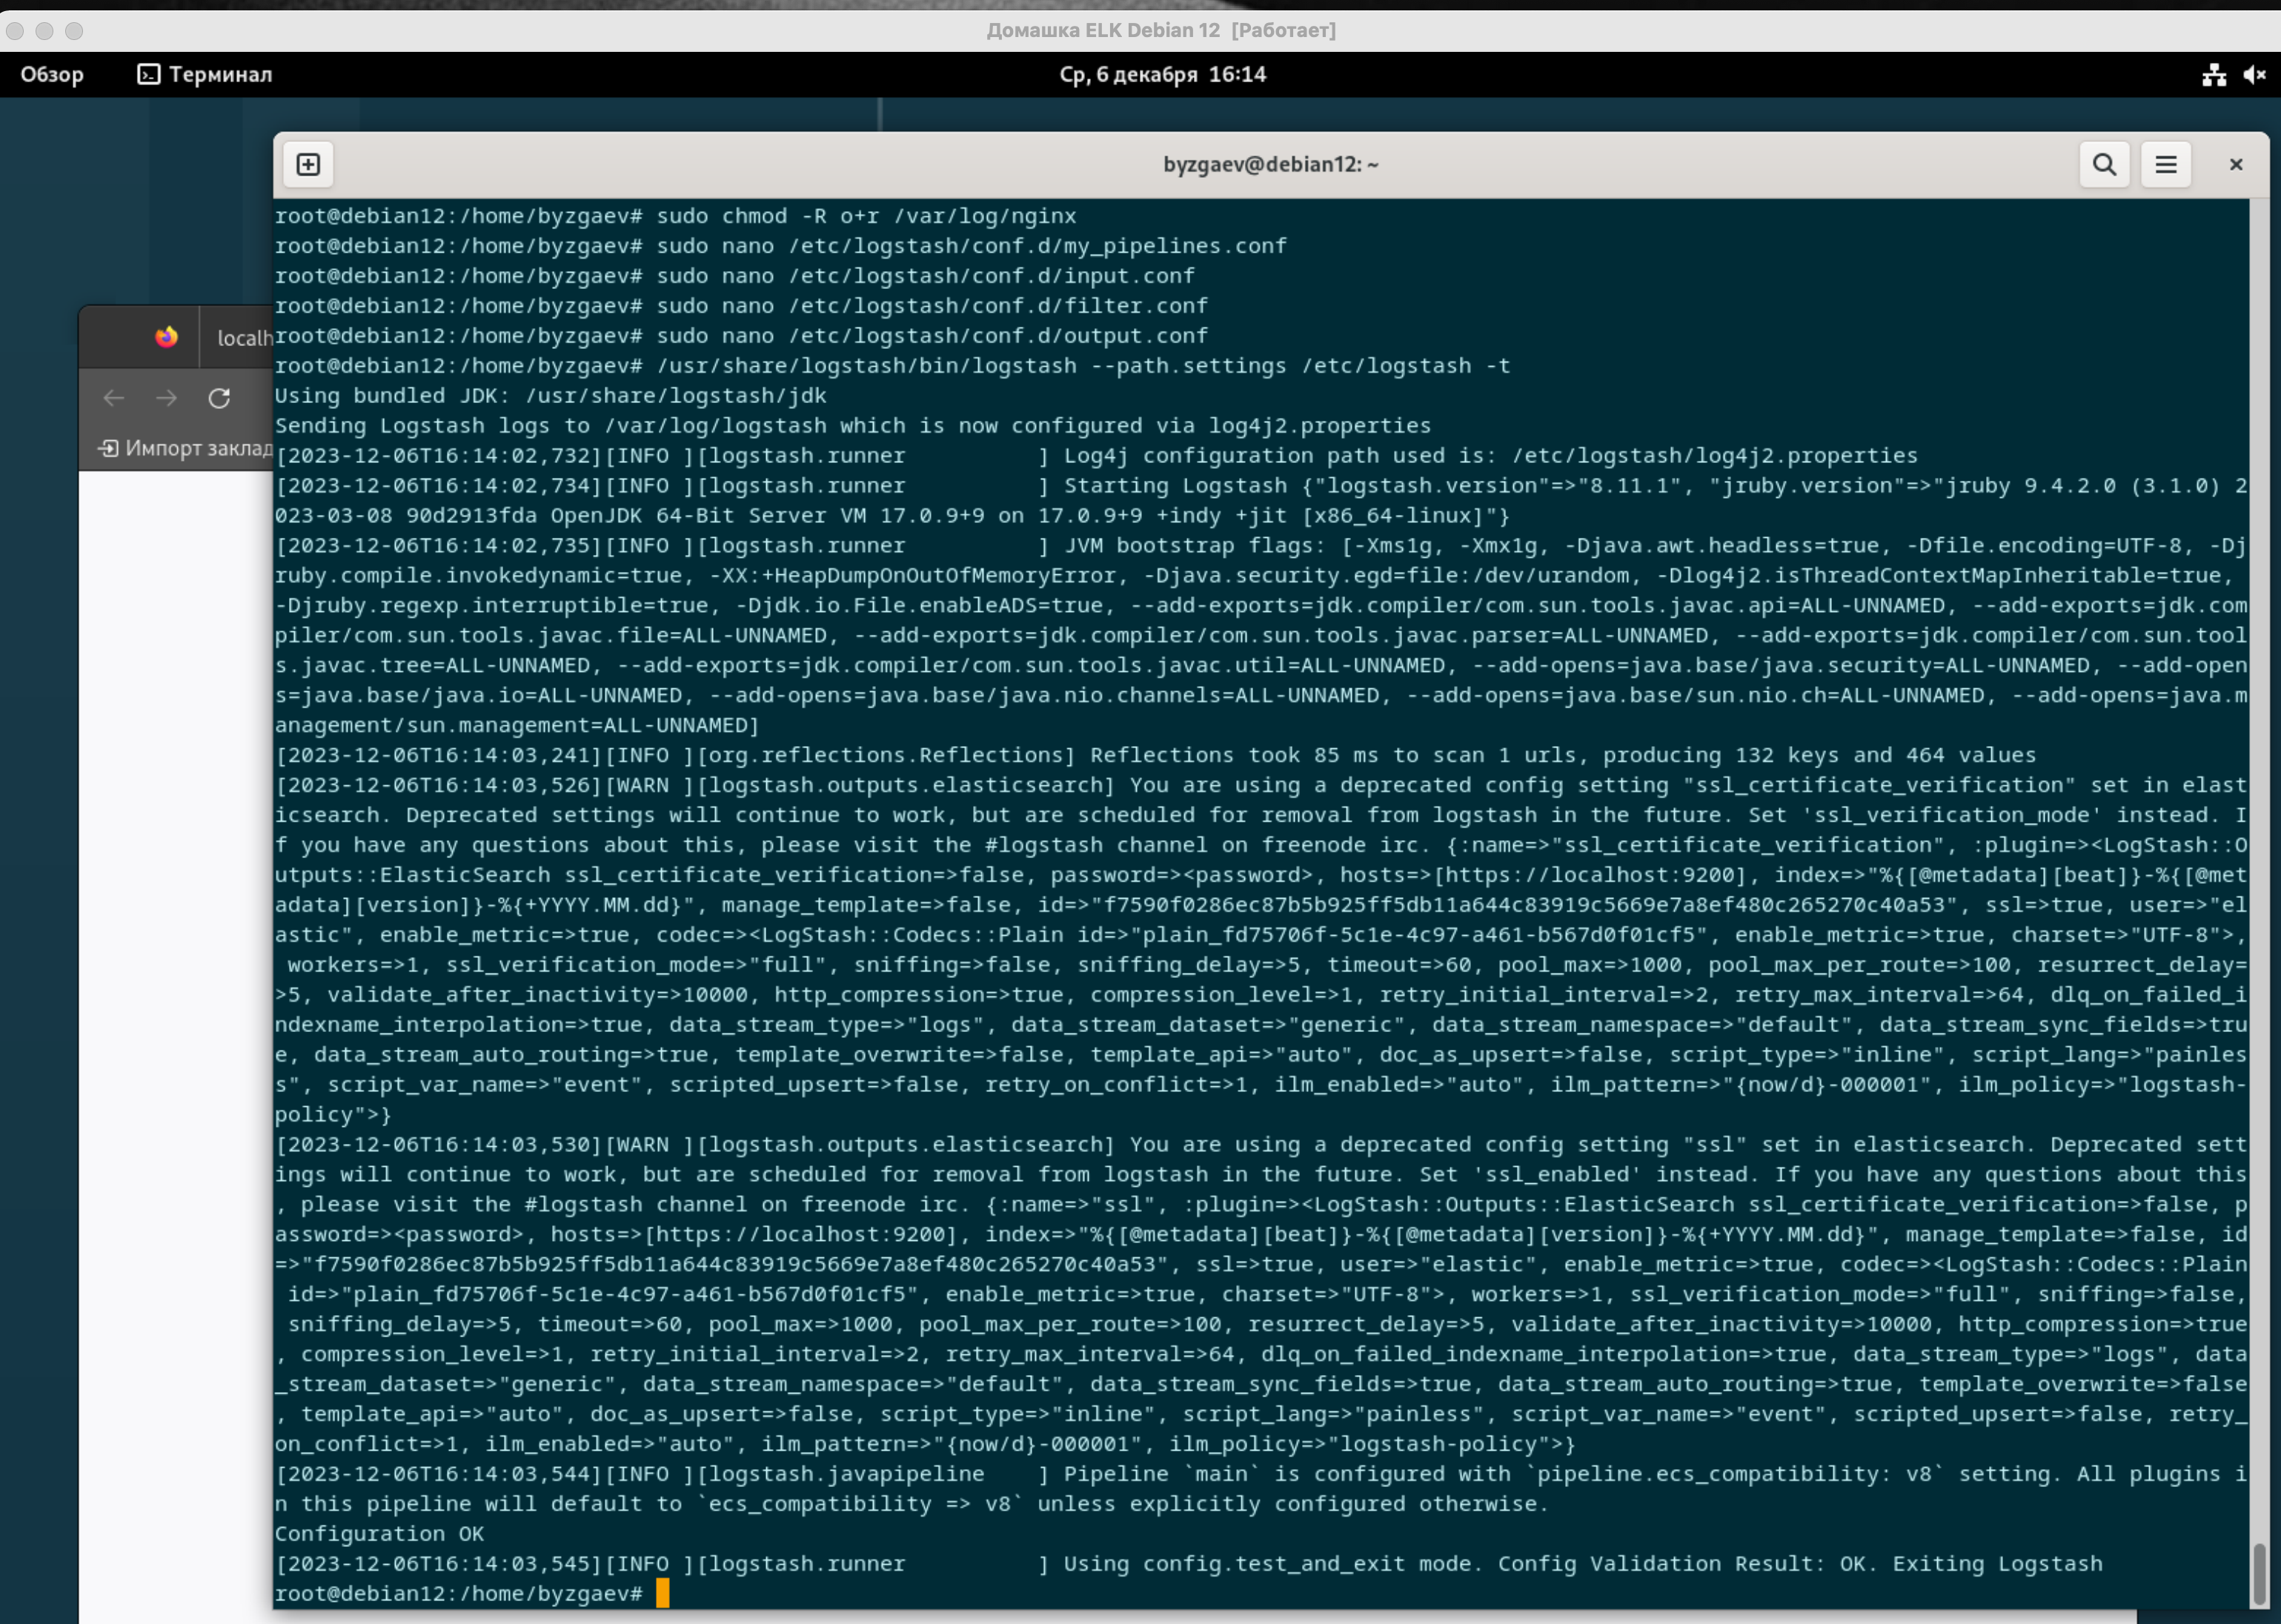 Домашка ELK Debian 12 [Работает]
Обзор Терминал Ср, 6 декабря 16:14
byzgaev@debian12: ~
localh
Импорт заклад
root@debian12:/home/byzgaev# sudo chmod -R o+r /var/log/nginx
root@debian12:/home/byzgaev# sudo nano /etc/logstash/conf.d/my_pipelines.conf
root@debian12:/home/byzgaev# sudo nano /etc/logstash/conf.d/input.conf
root@debian12:/home/byzgaev# sudo nano /etc/logstash/conf.d/filter.conf
root@debian12:/home/byzgaev# sudo nano /etc/logstash/conf.d/output.conf
root@debian12:/home/byzgaev# /usr/share/logstash/bin/logstash --path.settings /etc/logstash -t
Using bundled JDK: /usr/share/logstash/jdk
Sending Logstash logs to /var/log/logstash which is now configured via log4j2.properties
[2023-12-06T16:14:02,732][INFO ][logstash.runner          ] Log4j configuration path used is: /etc/logstash/log4j2.properties
[2023-12-06T16:14:02,734][INFO ][logstash.runner          ] Starting Logstash {"logstash.version"=>"8.11.1", "jruby.version"=>"jruby 9.4.2.0 (3.1.0) 2
023-03-08 90d2913fda OpenJDK 64-Bit Server VM 17.0.9+9 on 17.0.9+9 +indy +jit [x86_64-linux]"}
[2023-12-06T16:14:02,735][INFO ][logstash.runner          ] JVM bootstrap flags: [-Xms1g, -Xmx1g, -Djava.awt.headless=true, -Dfile.encoding=UTF-8, -Dj
ruby.compile.invokedynamic=true, -XX:+HeapDumpOnOutOfMemoryError, -Djava.security.egd=file:/dev/urandom, -Dlog4j2.isThreadContextMapInheritable=true,
-Djruby.regexp.interruptible=true, -Djdk.io.File.enableADS=true, --add-exports=jdk.compiler/com.sun.tools.javac.api=ALL-UNNAMED, --add-exports=jdk.com
piler/com.sun.tools.javac.file=ALL-UNNAMED, --add-exports=jdk.compiler/com.sun.tools.javac.parser=ALL-UNNAMED, --add-exports=jdk.compiler/com.sun.tool
s.javac.tree=ALL-UNNAMED, --add-exports=jdk.compiler/com.sun.tools.javac.util=ALL-UNNAMED, --add-opens=java.base/java.security=ALL-UNNAMED, --add-open
s=java.base/java.io=ALL-UNNAMED, --add-opens=java.base/java.nio.channels=ALL-UNNAMED, --add-opens=java.base/sun.nio.ch=ALL-UNNAMED, --add-opens=java.m
anagement/sun.management=ALL-UNNAMED]
[2023-12-06T16:14:03,241][INFO ][org.reflections.Reflections] Reflections took 85 ms to scan 1 urls, producing 132 keys and 464 values
[2023-12-06T16:14:03,526][WARN ][logstash.outputs.elasticsearch] You are using a deprecated config setting "ssl_certificate_verification" set in elast
icsearch. Deprecated settings will continue to work, but are scheduled for removal from logstash in the future. Set 'ssl_verification_mode' instead. I
f you have any questions about this, please visit the #logstash channel on freenode irc. {:name=>"ssl_certificate_verification", :plugin=><LogStash::O
utputs::ElasticSearch ssl_certificate_verification=>false, password=><password>, hosts=>[https://localhost:9200], index=>"%{[@metadata][beat]}-%{[@met
adata][version]}-%{+YYYY.MM.dd}", manage_template=>false, id=>"f7590f0286ec87b5b925ff5db11a644c83919c5669e7a8ef480c265270c40a53", ssl=>true, user=>"el
astic", enable_metric=>true, codec=><LogStash::Codecs::Plain id=>"plain_fd75706f-5c1e-4c97-a461-b567d0f01cf5", enable_metric=>true, charset=>"UTF-8">,
 workers=>1, ssl_verification_mode=>"full", sniffing=>false, sniffing_delay=>5, timeout=>60, pool_max=>1000, pool_max_per_route=>100, resurrect_delay=
>5, validate_after_inactivity=>10000, http_compression=>true, compression_level=>1, retry_initial_interval=>2, retry_max_interval=>64, dlq_on_failed_i
ndexname_interpolation=>true, data_stream_type=>"logs", data_stream_dataset=>"generic", data_stream_namespace=>"default", data_stream_sync_fields=>tru
e, data_stream_auto_routing=>true, template_overwrite=>false, template_api=>"auto", doc_as_upsert=>false, script_type=>"inline", script_lang=>"painles
s", script_var_name=>"event", scripted_upsert=>false, retry_on_conflict=>1, ilm_enabled=>"auto", ilm_pattern=>"{now/d}-000001", ilm_policy=>"logstash-
policy">}
[2023-12-06T16:14:03,530][WARN ][logstash.outputs.elasticsearch] You are using a deprecated config setting "ssl" set in elasticsearch. Deprecated sett
ings will continue to work, but are scheduled for removal from logstash in the future. Set 'ssl_enabled' instead. If you have any questions about this
, please visit the #logstash channel on freenode irc. {:name=>"ssl", :plugin=><LogStash::Outputs::ElasticSearch ssl_certificate_verification=>false, p
assword=><password>, hosts=>[https://localhost:9200], index=>"%{[@metadata][beat]}-%{[@metadata][version]}-%{+YYYY.MM.dd}", manage_template=>false, id
=>"f7590f0286ec87b5b925ff5db11a644c83919c5669e7a8ef480c265270c40a53", ssl=>true, user=>"elastic", enable_metric=>true, codec=><LogStash::Codecs::Plain
 id=>"plain_fd75706f-5c1e-4c97-a461-b567d0f01cf5", enable_metric=>true, charset=>"UTF-8">, workers=>1, ssl_verification_mode=>"full", sniffing=>false,
 sniffing_delay=>5, timeout=>60, pool_max=>1000, pool_max_per_route=>100, resurrect_delay=>5, validate_after_inactivity=>10000, http_compression=>true
, compression_level=>1, retry_initial_interval=>2, retry_max_interval=>64, dlq_on_failed_indexname_interpolation=>true, data_stream_type=>"logs", data
_stream_dataset=>"generic", data_stream_namespace=>"default", data_stream_sync_fields=>true, data_stream_auto_routing=>true, template_overwrite=>false
, template_api=>"auto", doc_as_upsert=>false, script_type=>"inline", script_lang=>"painless", script_var_name=>"event", scripted_upsert=>false, retry_
on_conflict=>1, ilm_enabled=>"auto", ilm_pattern=>"{now/d}-000001", ilm_policy=>"logstash-policy">}
[2023-12-06T16:14:03,544][INFO ][logstash.javapipeline    ] Pipeline `main` is configured with `pipeline.ecs_compatibility: v8` setting. All plugins i
n this pipeline will default to `ecs_compatibility => v8` unless explicitly configured otherwise.
Configuration OK
[2023-12-06T16:14:03,545][INFO ][logstash.runner          ] Using config.test_and_exit mode. Config Validation Result: OK. Exiting Logstash
root@debian12:/home/byzgaev#